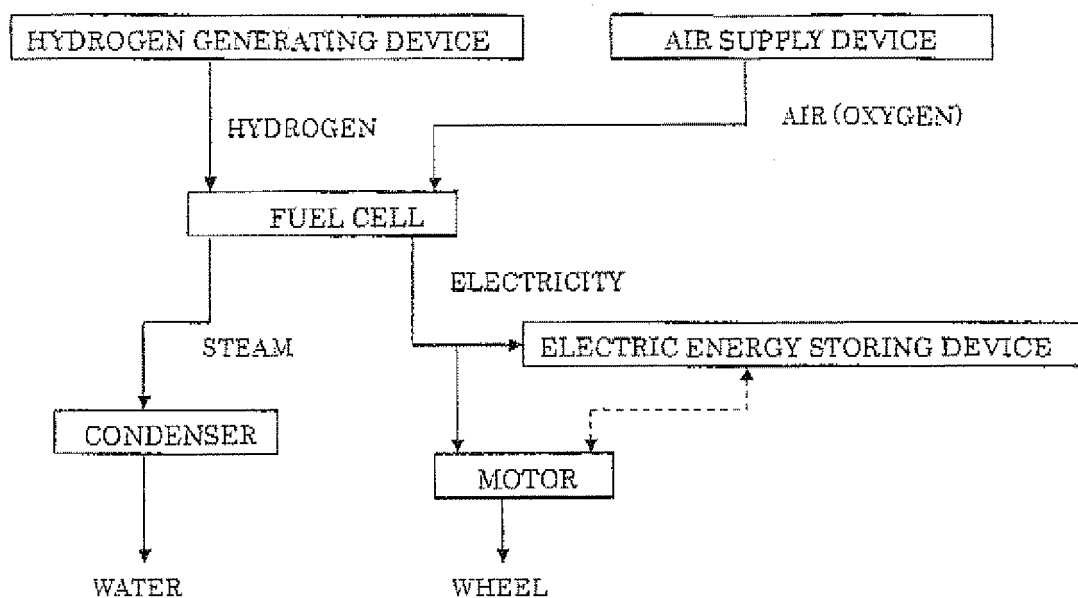 HYDROGEN GENERATING DEVICE
AIR SUPPLY DEVICE
HYDROGEN
AIR (OXYGEN)
FUEL CELL
ELECTRICITY
STEAM
ELECTRIC ENERGY STORING DEVICE
CONDENSER
MOTOR
WATER
WHEEL